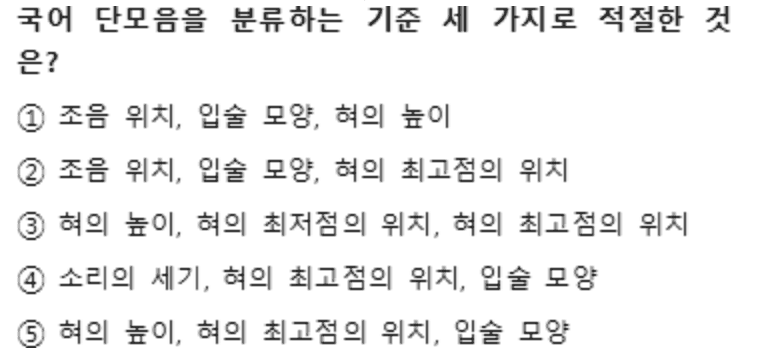 국어 단모음을 분류하는 기준 세 가지로 적절한 것
은?
① 조음 위치, 입술 모양, 혀의 높이
② 조음 위치, 입술 모양, 혀의 최고점의 위치
③ 혀의 높이, 혀의 최저점의 위치, 혀의 최고점의 위치
④ 소리의 세기, 혀의 최고점의 위치, 입술 모양
⑤ 혀의 높이, 혀의 최고점의 위치, 입술 모양